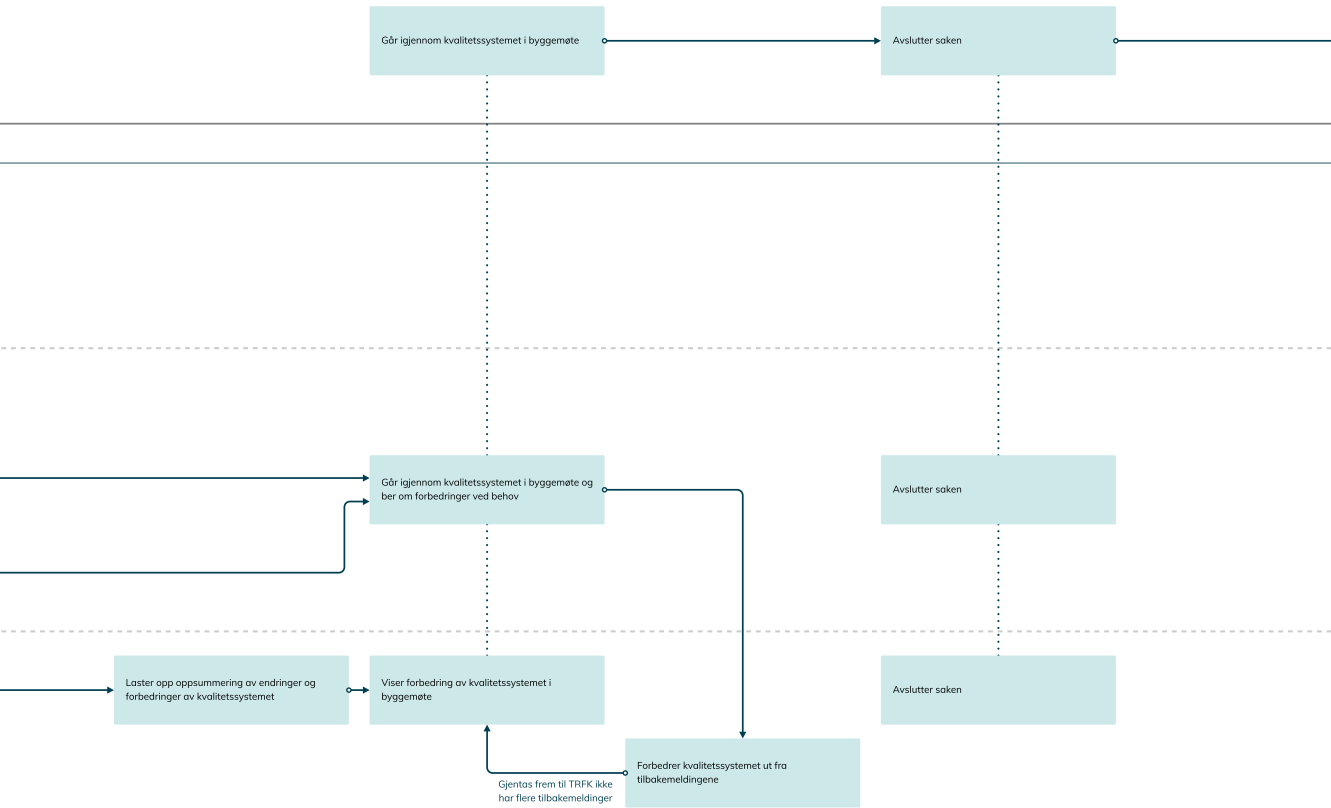 Går igjennom kvalitetssystemet i byggemøte
Avslutter saken
Går igjennom kvalitetssystemet i byggemøte og
ber om forbedringer ved behov
Avslutter saken
Laster opp oppsummering av endringer og
forbedringer av kvalitetssystemet
Viser forbedring av kvalitetssystemet i
byggemøte
Avslutter saken
Forbedrer kvalitetssystemet ut fra
tilbakemeldingene
Gjentas frem til TRFK ikke
har flere tilbakemeldinger